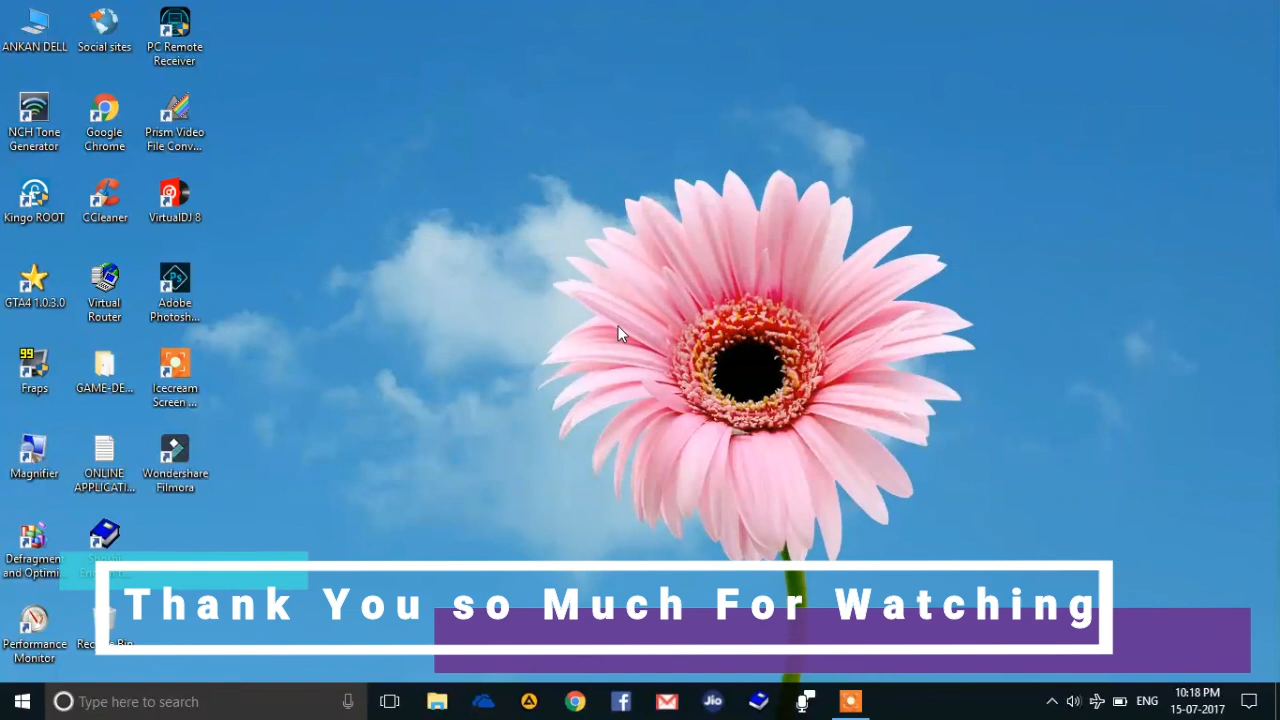 ANKAN DELL
Social sites
PC Remote
Receiver
NCH Tone
Generator
Google
Chrome
Prism Video
File Conv...
Kingo ROOT
CCleaner
VirtualDJ 8
GTA4 1.0.3.0
Virtual
Router
Adobe
Photosh...
99
Fraps
GAME-DE...
Icecream
Screen ...
Magnifier
ONLINE
APPLICATI...
Wondershare
Filmora
Defragment
and Optimi...
Performance
Monitor
Thank You so Much For Watching
Type here to search
Jio
ENG
10:18 PM
15-07-2017